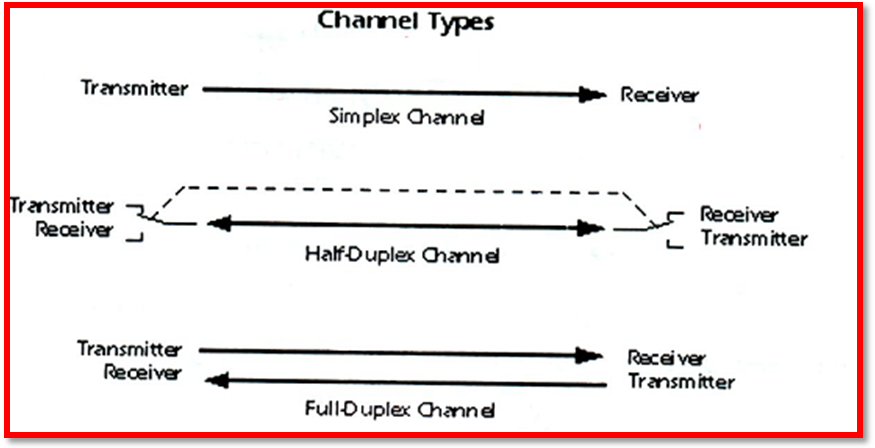 Channel Types
Transmitter Receiver
Simplex Channel
Transmitter Receiver
Receiver Transmitter
Half-Duplex Channel
Transmitter Receiver
Receiver Transmitter
Full-Duplex Channel